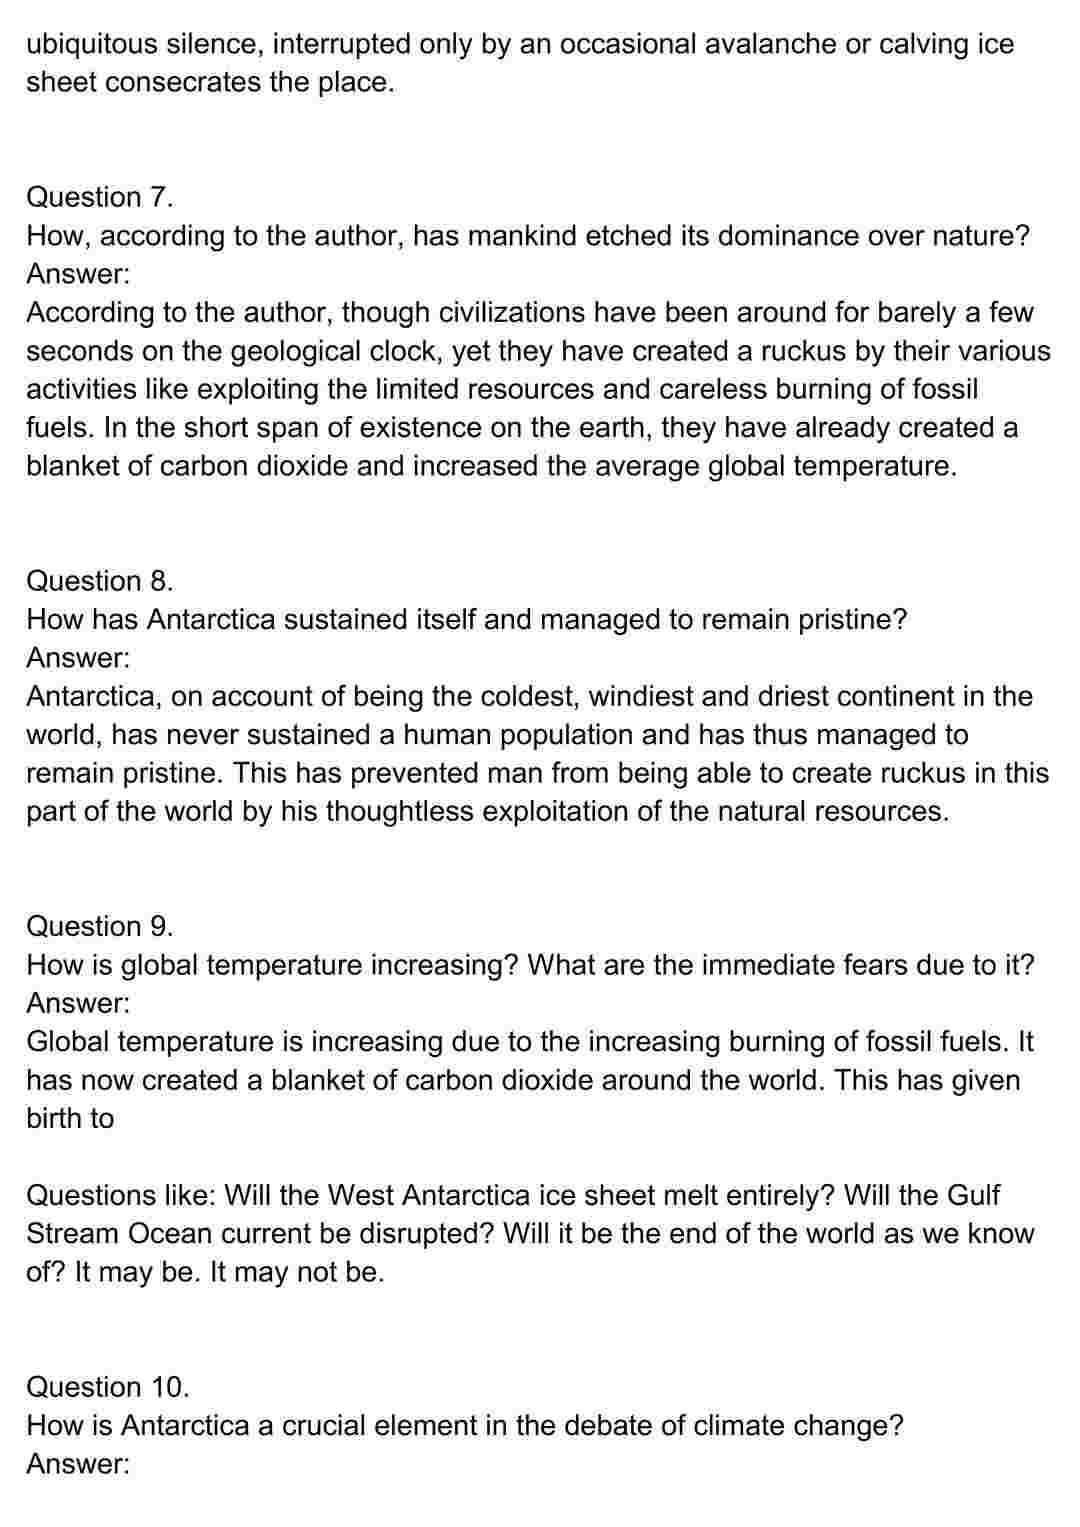 ubiquitous silence, interrupted only by an occasional avalanche or calving ice
sheet consecrates the place.
Question 7.
How, according to the author, has mankind etched its dominance over nature?
Answer:
According to the author, though civilizations have been around for barely a few
seconds on the geological clock, yet they have created a ruckus by their various
activities like exploiting the limited resources and careless burning of fossil
fuels. In the short span of existence on the earth, they have already created a
blanket of carbon dioxide and increased the average global temperature.
Question 8.
How has Antarctica sustained itself and managed to remain pristine?
Answer:
Antarctica, on account of being the coldest, windiest and driest continent in the
world, has never sustained a human population and has thus managed to
remain pristine. This has prevented man from being able to create ruckus in this
part of the world by his thoughtless exploitation of the natural resources.
Question 9.
How is global temperature increasing? What are the immediate fears due to it?
Answer:
Global temperature is increasing due to the increasing burning of fossil fuels. It
has now created a blanket of carbon dioxide around the world. This has given
birth to
Questions like: Will the West Antarctica ice sheet melt entirely? Will the Gulf
Stream Ocean current be disrupted? Will it be the end of the world as we know
of? It may be. It may not be.
Question 10.
How is Antarctica a crucial element in the debate of climate change?
Answer: